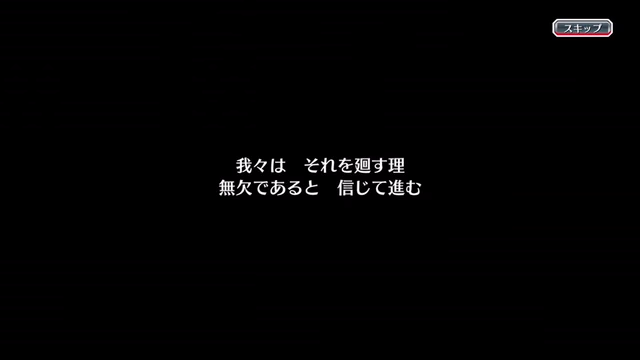 スキップ
我々は　それを廻す理
無欠であると　信じて進む